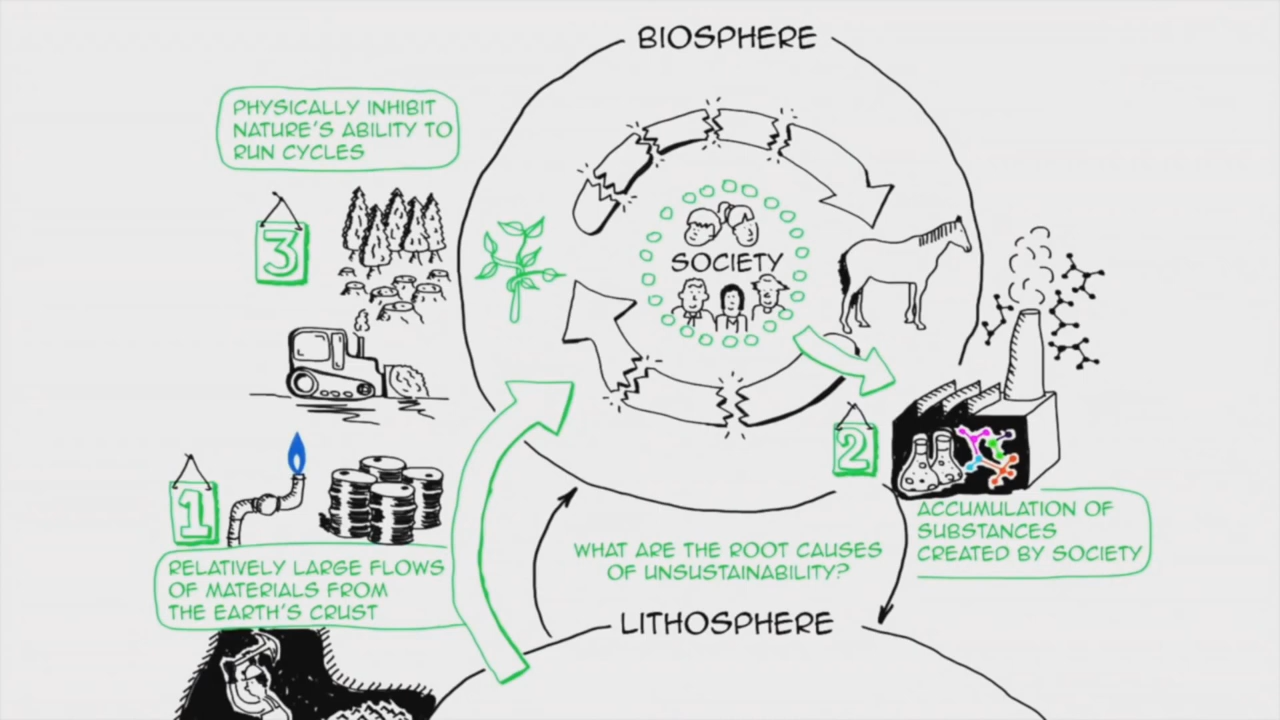 BIOSPHERE
PHYSICALLY INHIBIT
NATURE'S ABILITY TO
RUN CYCLES
3
SOCIETY
2
1
ACCUMULATION OF
SUBSTANCES
CREATED BY SOCIETY
WHAT ARE THE ROOT CAUSES
OF UNSUSTAINABILITY?
RELATIVELY LARGE FLOWS
OF MATERIALS FROM
THE EARTH'S CRUST
LITHOSPHERE